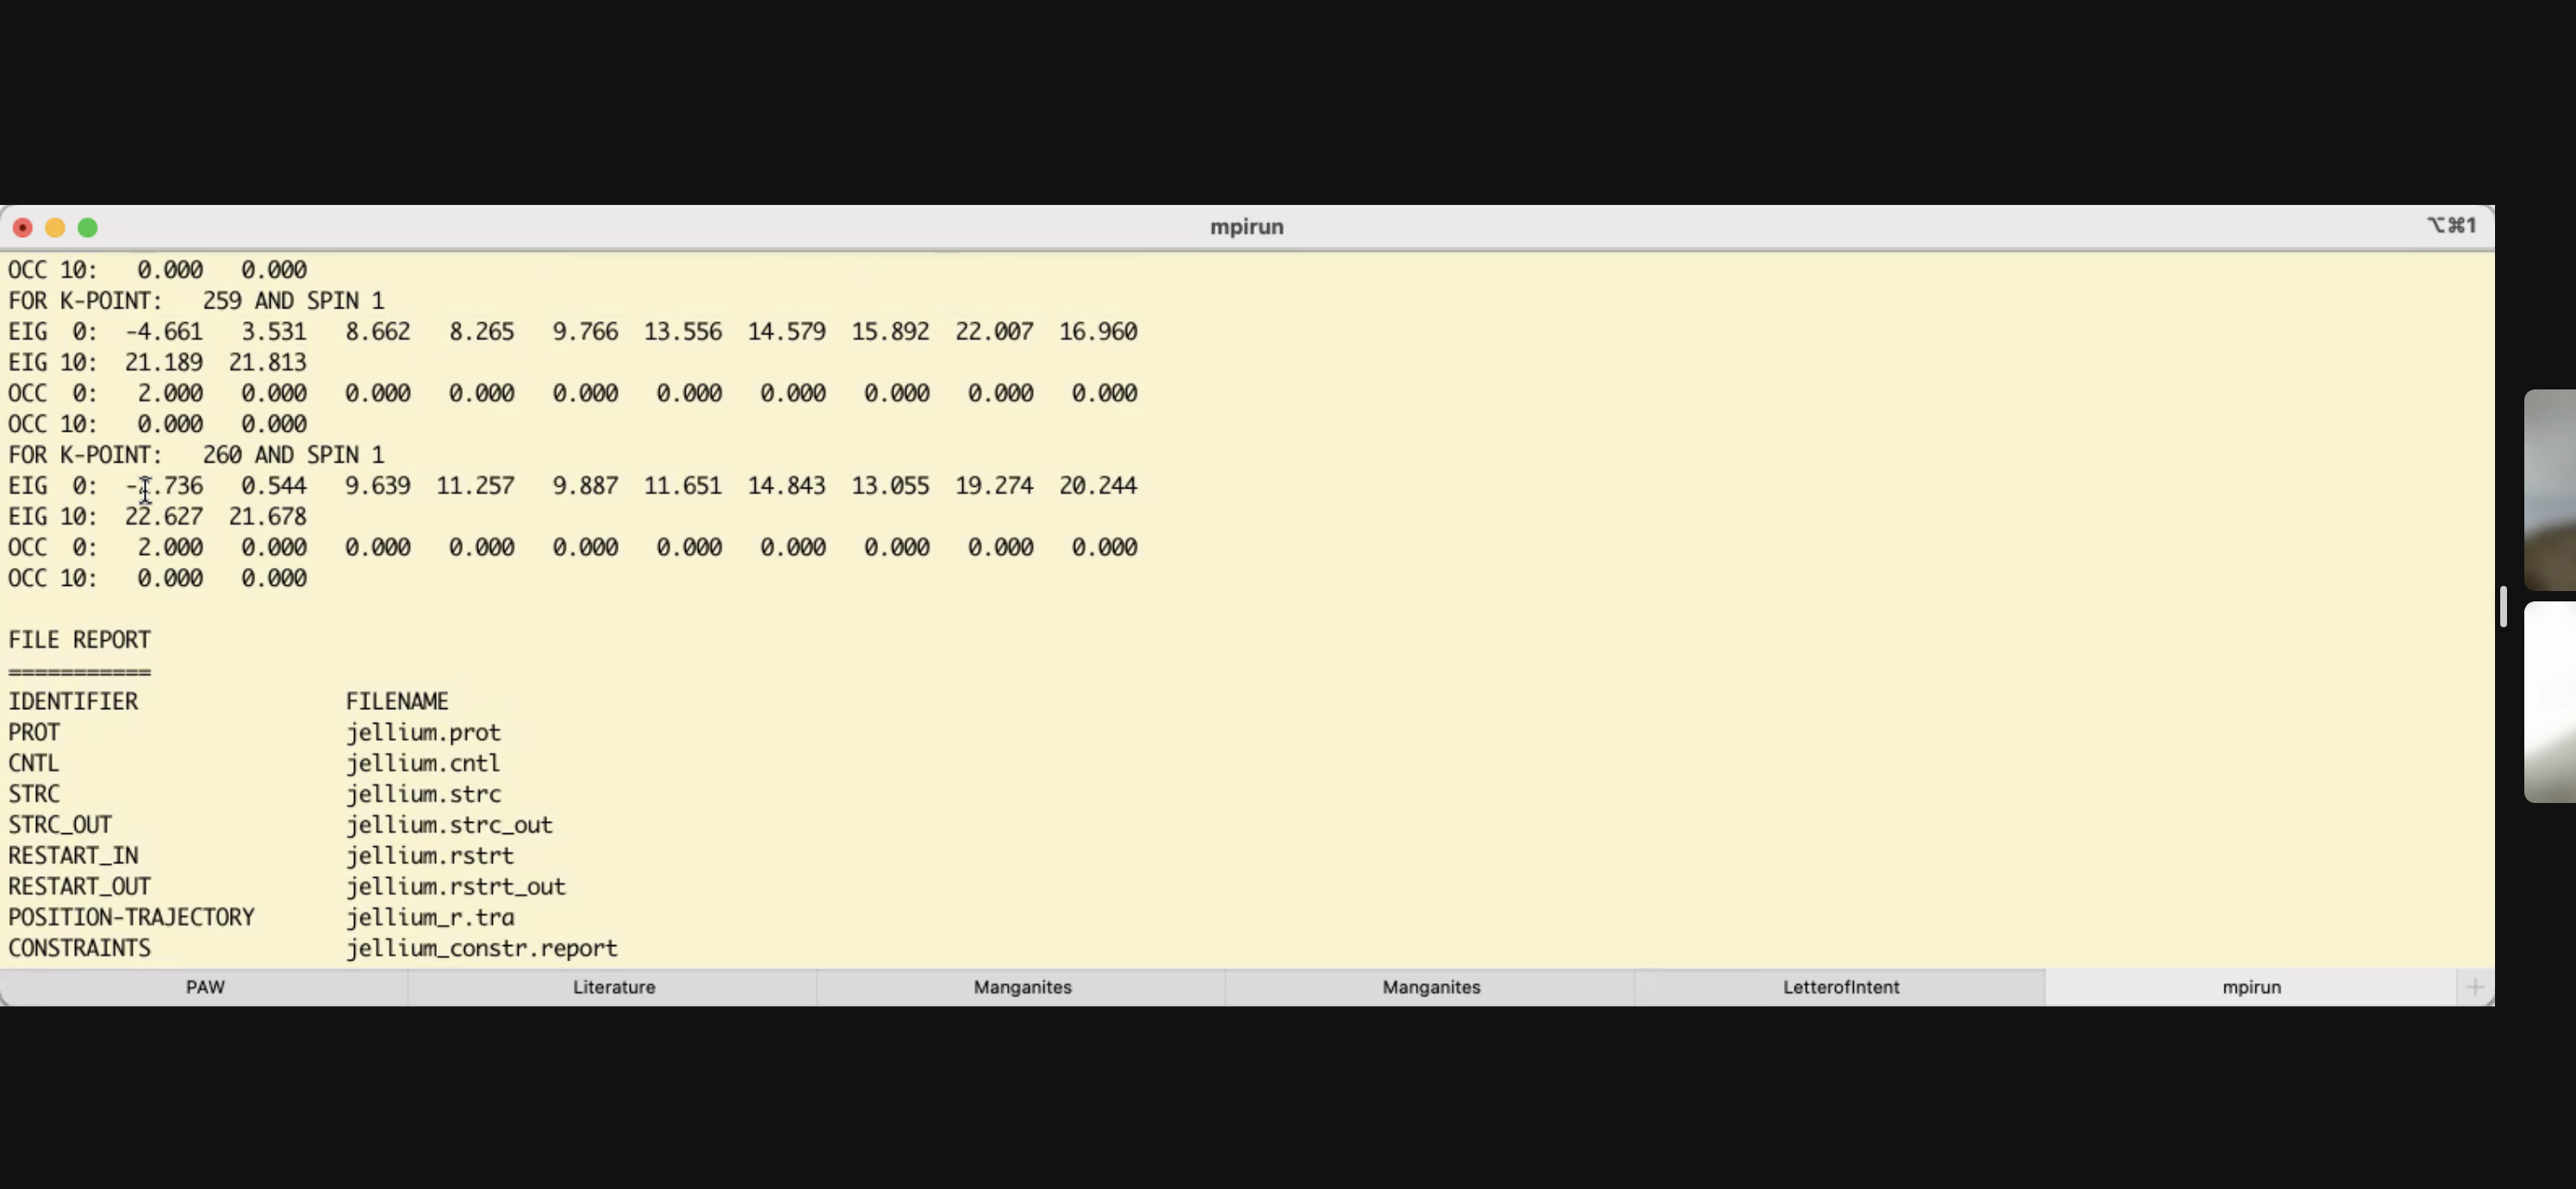 mpirun
⌥⌘1
OCC 10: 0.000 0.000
FOR K-POINT: 259 AND SPIN 1
EIG 0: -4.661 3.531 8.662 8.265 9.766 13.556 14.579 15.892 22.007 16.960
EIG 10: 21.189 21.813
OCC 0: 2.000 0.000 0.000 0.000 0.000 0.000 0.000 0.000 0.000 0.000
OCC 10: 0.000 0.000
FOR K-POINT: 260 AND SPIN 1
EIG 0: 0.544 9.639 11.257 9.887 11.651 14.843 13.055 19.274 20.244
EIG 10: 22.627 21.678
OCC 0: 2.000 0.000 0.000 0.000 0.000 0.000 0.000 0.000 0.000 0.000
OCC 10: 0.000 0.000
FILE REPORT
===========
IDENTIFIER FILENAME
PROT jellium.prot
CNTL jellium.cntl
STRC jellium.strc
STRC_OUT jellium.strc_out
RESTART_IN jellium.rstrt
RESTART_OUT jellium.rstrt_out
POSITION-TRAJECTORY jellium_r.tra
CONSTRAINTS jellium_constr.report
PAW Literature Manganites Manganites LetterofIntent mpirun +